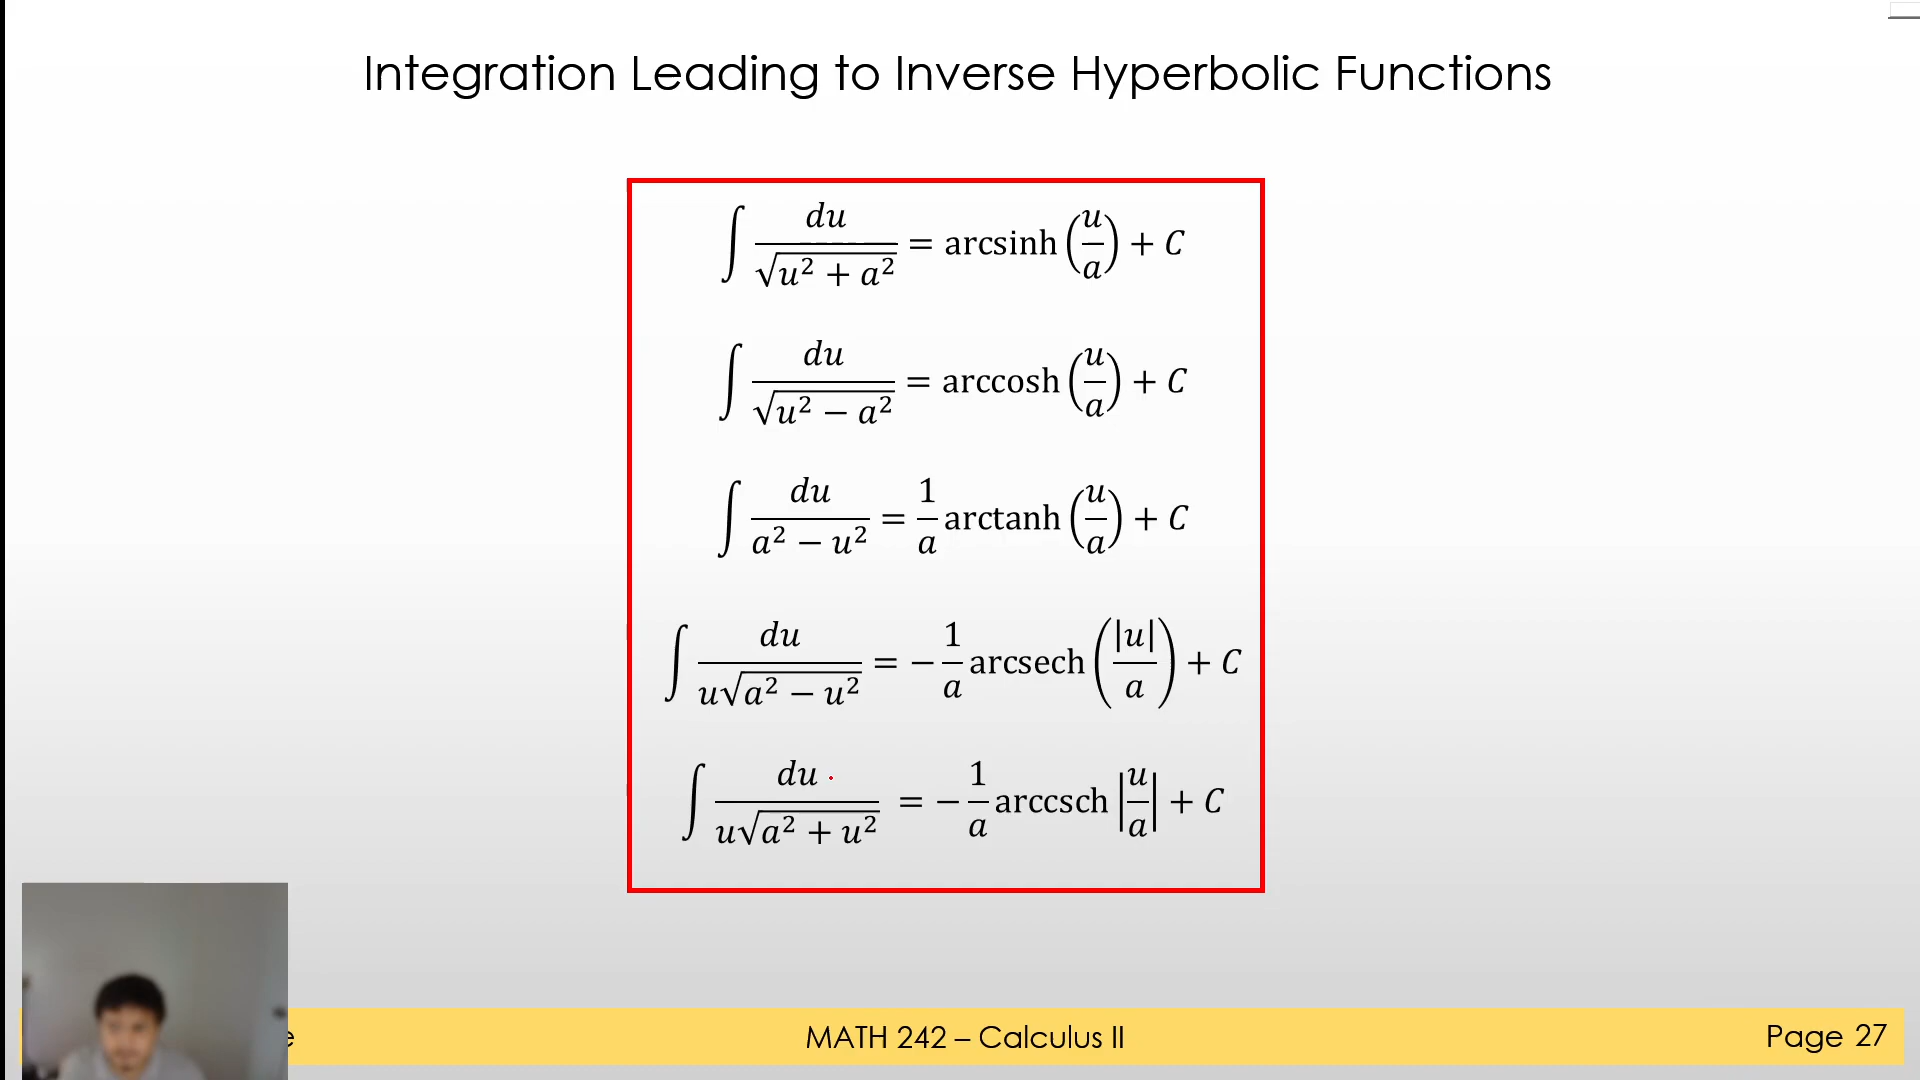 Integration Leading to Inverse Hyperbolic Functions
∫ du / √(u² + a²) = arcsinh (u/a) + C
∫ du / √(u² − a²) = arccosh (u/a) + C
∫ du / (a² − u²) = 1/a arctanh (u/a) + C
∫ du / (u√(a² − u²)) = − 1/a arcsech (|u|/a) + C
∫ du / (u√(a² + u²)) = − 1/a arccsch |u/a| + C
MATH 242 – Calculus II
Page 27